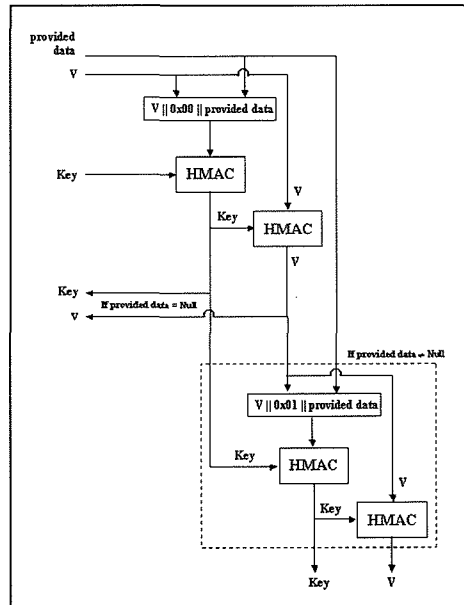 provided
data
V
V || 0x00 || provided data
Key
HMAC
V
Key
HMAC
V
Key
If provided data = Null
V
If provided data ≠ Null
V || 0x01 || provided data
Key
HMAC
V
Key
HMAC
Key
V